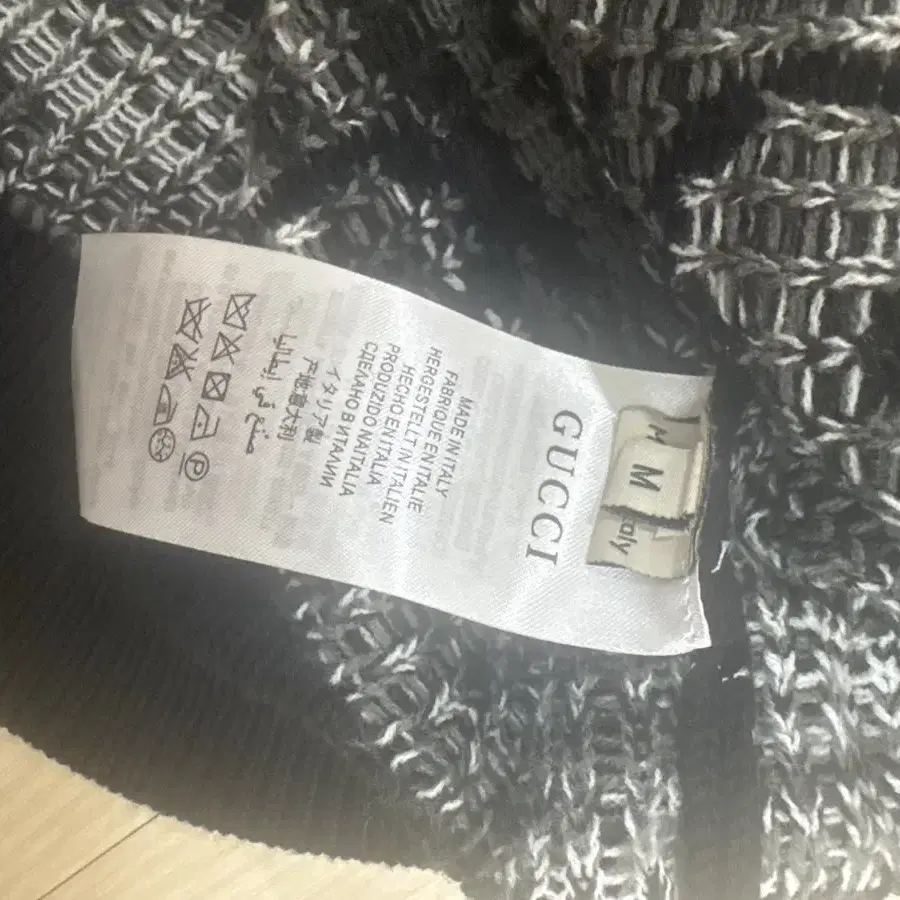 M
M
Italy
GUCCI
MADE IN ITALY
FABRIQUE EN ITALIE
HERGESTELLT IN ITALIEN
HECHO EN ITALIA
PRODUZIDO NA ITALIA
СДЕЛАНО В ИТАЛИИ
イタリア製
产地意大利
صنع في إيطاليا
P